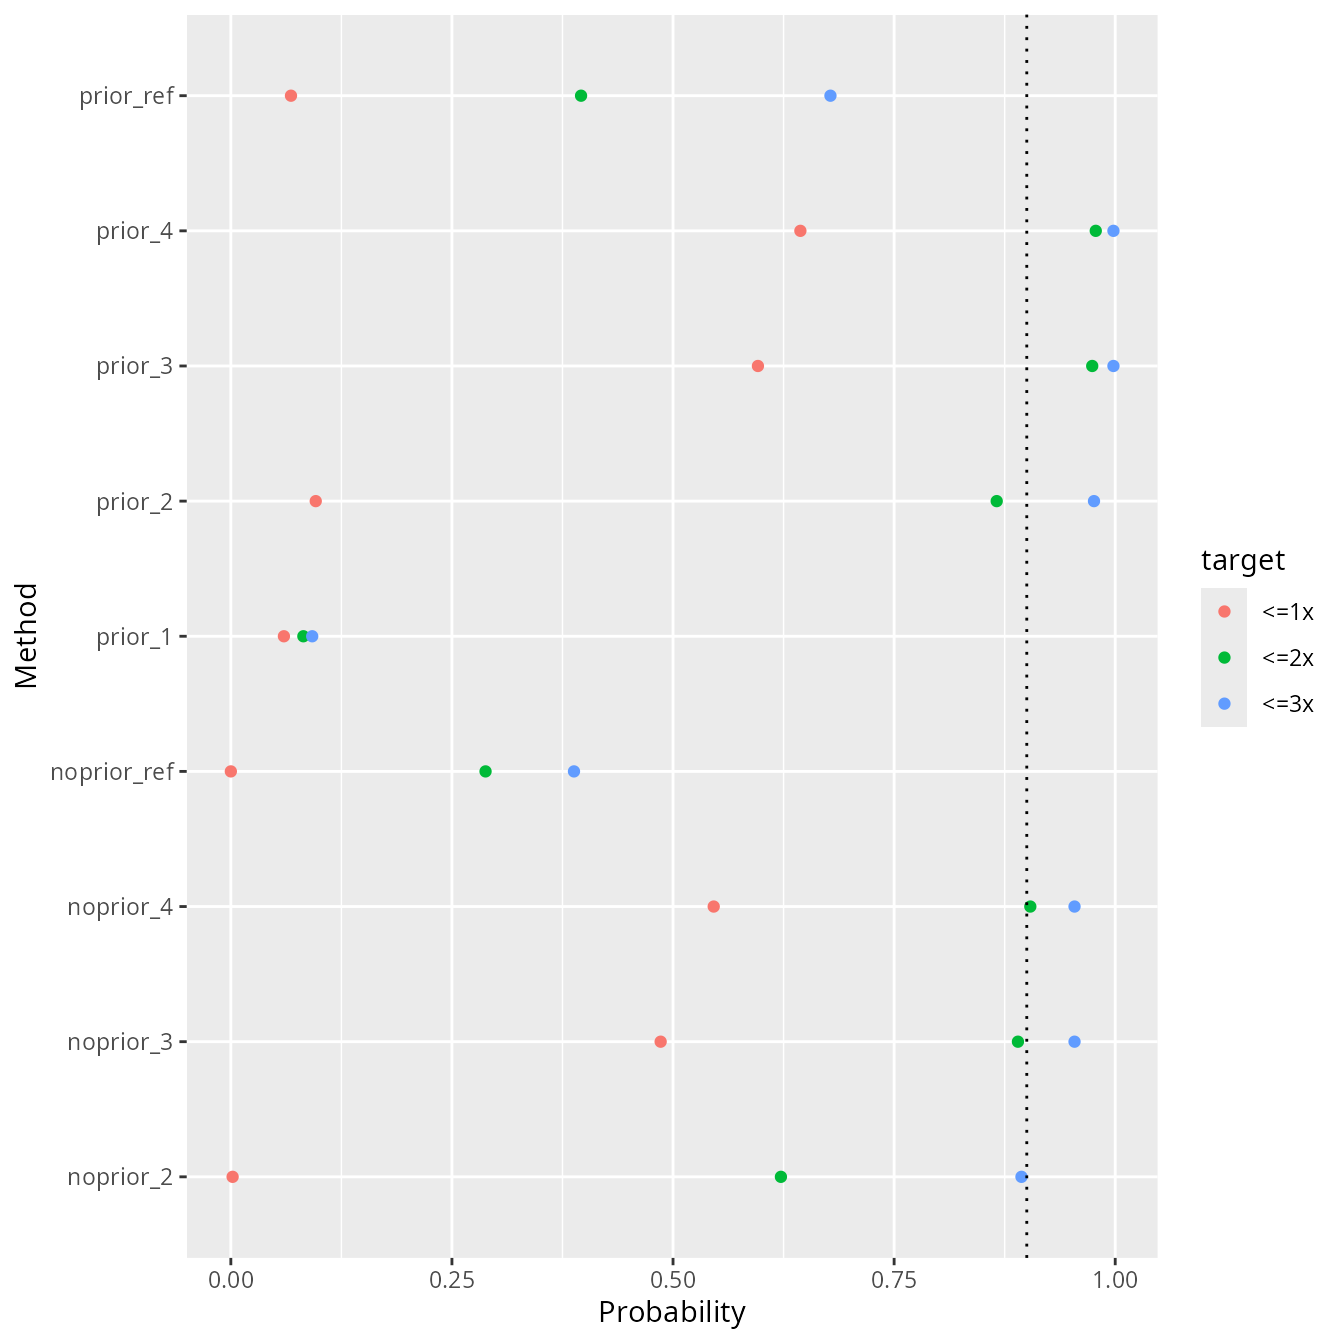 prior_ref
prior_4
prior_3
prior_2
prior_1
noprior_ref
noprior_4
noprior_3
noprior_2
Method
0.00 0.25 0.50 0.75 1.00
Probability
target
<=1x
<=2x
<=3x